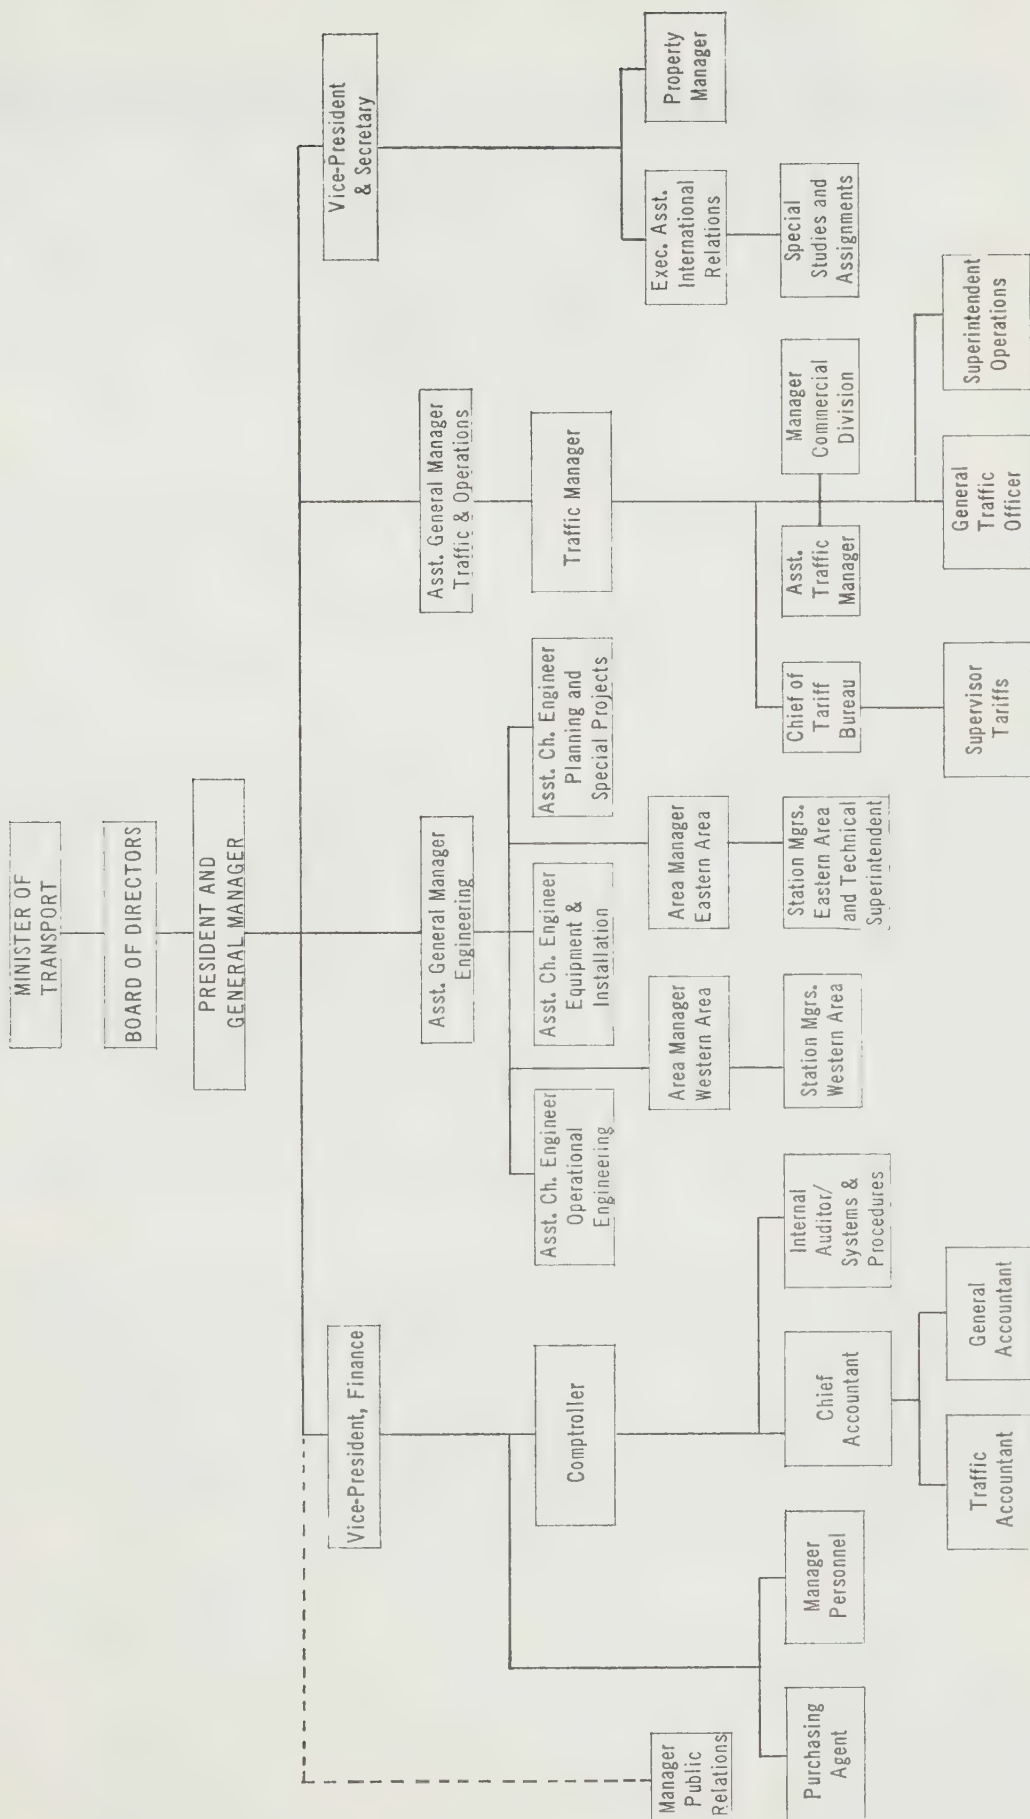 MINISTER OF
TRANSPORT
BOARD OF DIRECTORS
PRESIDENT AND
GENERAL MANAGER
Vice-President, Finance
Vice-President
& Secretary
Asst. General Manager
Engineering
Asst. General Manager
Traffic & Operations
Comptroller
Asst. Ch. Engineer
Operational
Engineering
Asst. Ch. Engineer
Equipment &
Installation
Asst. Ch. Engineer
Planning and
Special Projects
Traffic Manager
Manager
Public
Relations
Area Manager
Western Area
Area Manager
Eastern Area
Exec. Asst.
International
Relations
Property
Manager
Purchasing
Agent
Manager
Personnel
Chief
Accountant
Internal
Auditor/
Systems &
Procedures
Station Mgrs.
Western Area
Station Mgrs.
Eastern Area
and Technical
Superintendent
Chief of
Tariff
Bureau
Asst.
Traffic
Manager
Manager
Commercial
Division
Special
Studies and
Assignments
Traffic
Accountant
General
Accountant
Supervisor
Tariffs
General
Traffic
Officer
Superintendent
Operations